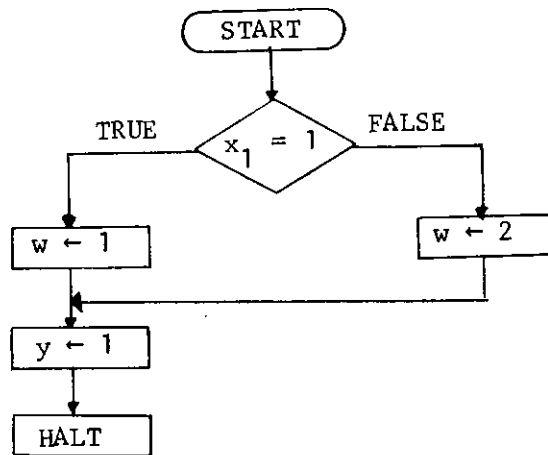 START
TRUE
FALSE
x₁ = 1
w ← 1
w ← 2
y ← 1
HALT